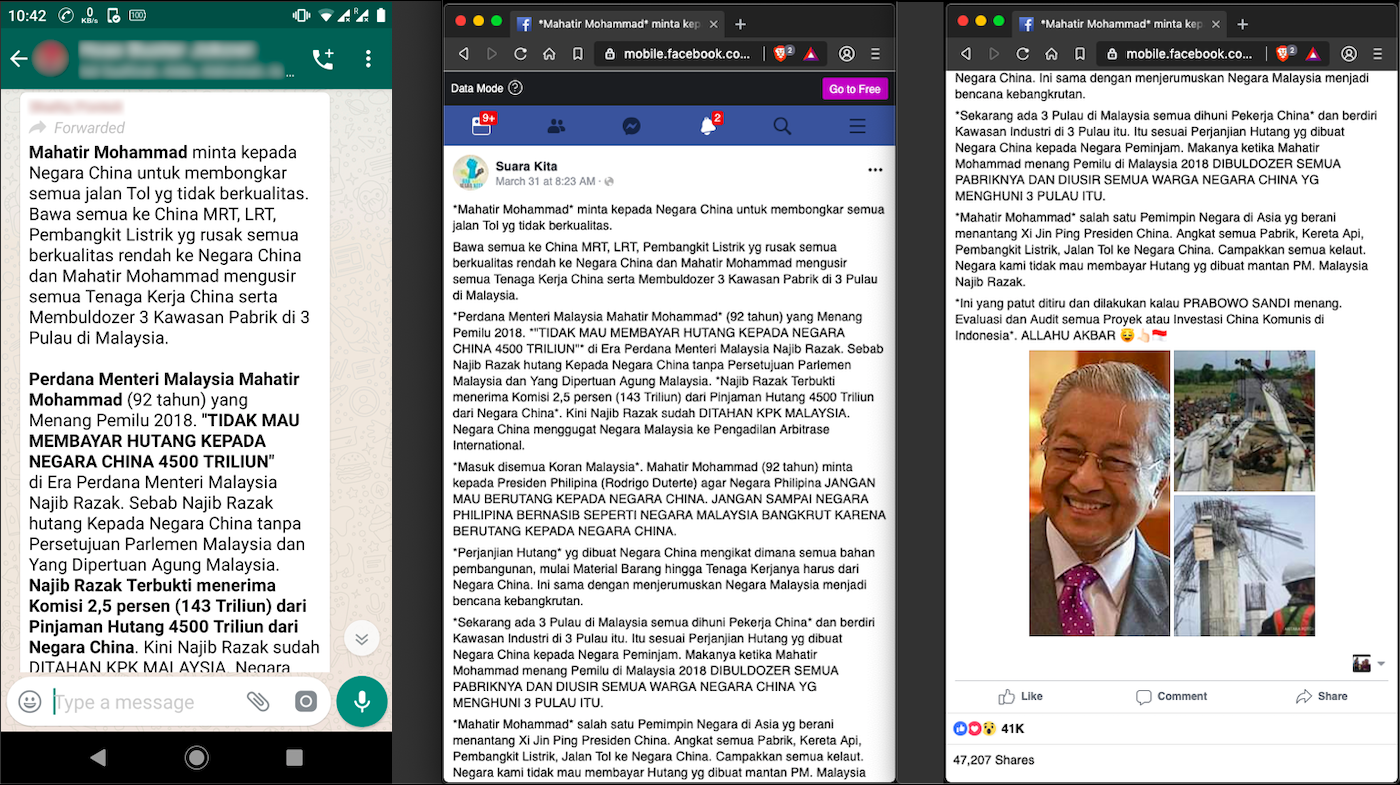 10:42
0
KB/s
100
Forwarded
Mahatir Mohammad minta kepada
Negara China untuk membongkar
semua jalan Tol yg tidak berkualitas.
Bawa semua ke China MRT, LRT,
Pembangkit Listrik yg rusak semua
berkualitas rendah ke Negara China
dan Mahatir Mohammad mengusir
semua Tenaga Kerja China serta
Membuldozer 3 Kawasan Pabrik di 3
Pulau di Malaysia.
Perdana Menteri Malaysia Mahatir
Mohammad (92 tahun) yang
Menang Pemilu 2018. "TIDAK MAU
MEMBAYAR HUTANG KEPADA
NEGARA CHINA 4500 TRILIUN"
di Era Perdana Menteri Malaysia
Najib Razak. Sebab Najib Razak
hutang Kepada Negara China tanpa
Persetujuan Parlemen Malaysia dan
Yang Dipertuan Agung Malaysia.
Najib Razak Terbukti menerima
Komisi 2,5 persen (143 Triliun) dari
Pinjaman Hutang 4500 Triliun dari
Negara China. Kini Najib Razak sudah
DITAHAN KPK MALAYSIA. Negara
Type a message
*Mahatir Mohammad* minta kep
mobile.facebook.co...
2
Data Mode
Go to Free
9+
2
Suara Kita
March 31 at 8:23 AM ·
*Mahatir Mohammad* minta kepada Negara China untuk membongkar semua
jalan Tol yg tidak berkualitas.
Bawa semua ke China MRT, LRT, Pembangkit Listrik yg rusak semua
berkualitas rendah ke Negara China dan Mahatir Mohammad mengusir
semua Tenaga Kerja China serta Membuldozer 3 Kawasan Pabrik di 3 Pulau
di Malaysia.
*Perdana Menteri Malaysia Mahatir Mohammad* (92 tahun) yang Menang
Pemilu 2018. *"TIDAK MAU MEMBAYAR HUTANG KEPADA NEGARA
CHINA 4500 TRILIUN"* di Era Perdana Menteri Malaysia Najib Razak. Sebab
Najib Razak hutang Kepada Negara China tanpa Persetujuan Parlemen
Malaysia dan Yang Dipertuan Agung Malaysia. *Najib Razak Terbukti
menerima Komisi 2,5 persen (143 Triliun) dari Pinjaman Hutang 4500 Triliun
dari Negara China*. Kini Najib Razak sudah DITAHAN KPK MALAYSIA.
Negara China menggugat Negara Malaysia ke Pengadilan Arbitrase
International.
*Masuk disemua Koran Malaysia*. Mahatir Mohammad (92 tahun) minta
kepada Presiden Philipina (Rodrigo Duterte) agar Negara Philipina JANGAN
MAU BERUTANG KEPADA NEGARA CHINA. JANGAN SAMPAI NEGARA
PHILIPINA BERNASIB SEPERTI NEGARA MALAYSIA BANGKRUT KARENA
BERUTANG KEPADA NEGARA CHINA.
*Perjanjian Hutang* yg dibuat Negara China mengikat dimana semua bahan
pembangunan, mulai Material Barang hingga Tenaga Kerjanya harus dari
Negara China. Ini sama dengan menjerumuskan Negara Malaysia menjadi
bencana kebangkrutan.
*Sekarang ada 3 Pulau di Malaysia semua dihuni Pekerja China* dan berdiri
Kawasan Industri di 3 Pulau itu. Itu sesuai Perjanjian Hutang yg dibuat
Negara China kepada Negara Peminjam. Makanya ketika Mahatir
Mohammad menang Pemilu di Malaysia 2018 DIBULDOZER SEMUA
PABRIKNYA DAN DIUSIR SEMUA WARGA NEGARA CHINA YG
MENGHUNI 3 PULAU ITU.
*Mahatir Mohammad* salah satu Pemimpin Negara di Asia yg berani
menantang Xi Jin Ping Presiden China. Angkat semua Pabrik, Kereta Api,
Pembangkit Listrik, Jalan Tol ke Negara China. Campakkan semua kelaut.
Negara kami tidak mau membayar Hutang yg dibuat mantan PM. Malaysia
*Mahatir Mohammad* minta kep
mobile.facebook.co...
2
Negara China. Ini sama dengan menjerumuskan Negara Malaysia menjadi
bencana kebangkrutan.
*Sekarang ada 3 Pulau di Malaysia semua dihuni Pekerja China* dan berdiri
Kawasan Industri di 3 Pulau itu. Itu sesuai Perjanjian Hutang yg dibuat
Negara China kepada Negara Peminjam. Makanya ketika Mahatir
Mohammad menang Pemilu di Malaysia 2018 DIBULDOZER SEMUA
PABRIKNYA DAN DIUSIR SEMUA WARGA NEGARA CHINA YG
MENGHUNI 3 PULAU ITU.
*Mahatir Mohammad* salah satu Pemimpin Negara di Asia yg berani
menantang Xi Jin Ping Presiden China. Angkat semua Pabrik, Kereta Api,
Pembangkit Listrik, Jalan Tol ke Negara China. Campakkan semua kelaut.
Negara kami tidak mau membayar Hutang yg dibuat mantan PM. Malaysia
Najib Razak.
*Ini yang patut ditiru dan dilakukan kalau PRABOWO SANDI menang.
Evaluasi dan Audit semua Proyek atau Investasi China Komunis di
Indonesia*. ALLAHU AKBAR 😌👆🏻🇮🇩
Like
Comment
Share
41K
47,207 Shares